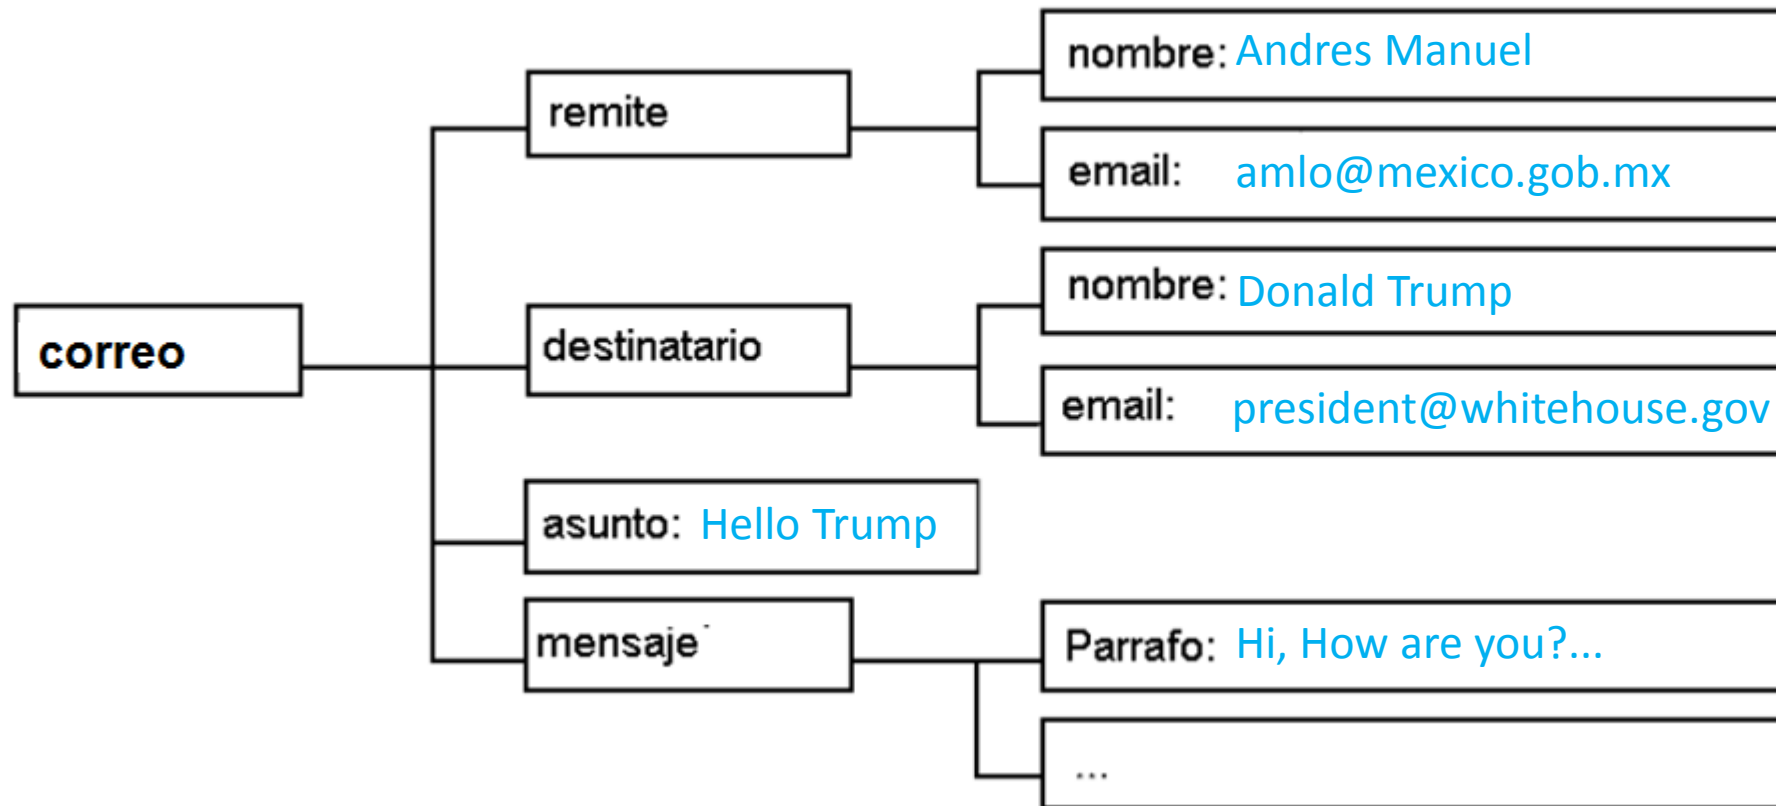 nombre: Andres Manuel
remite
email: amlo@mexico.gob.mx
nombre: Donald Trump
correo
destinatario
email: president@whitehouse.gov
asunto: Hello Trump
mensaje
Parrafo: Hi, How are you?...
...